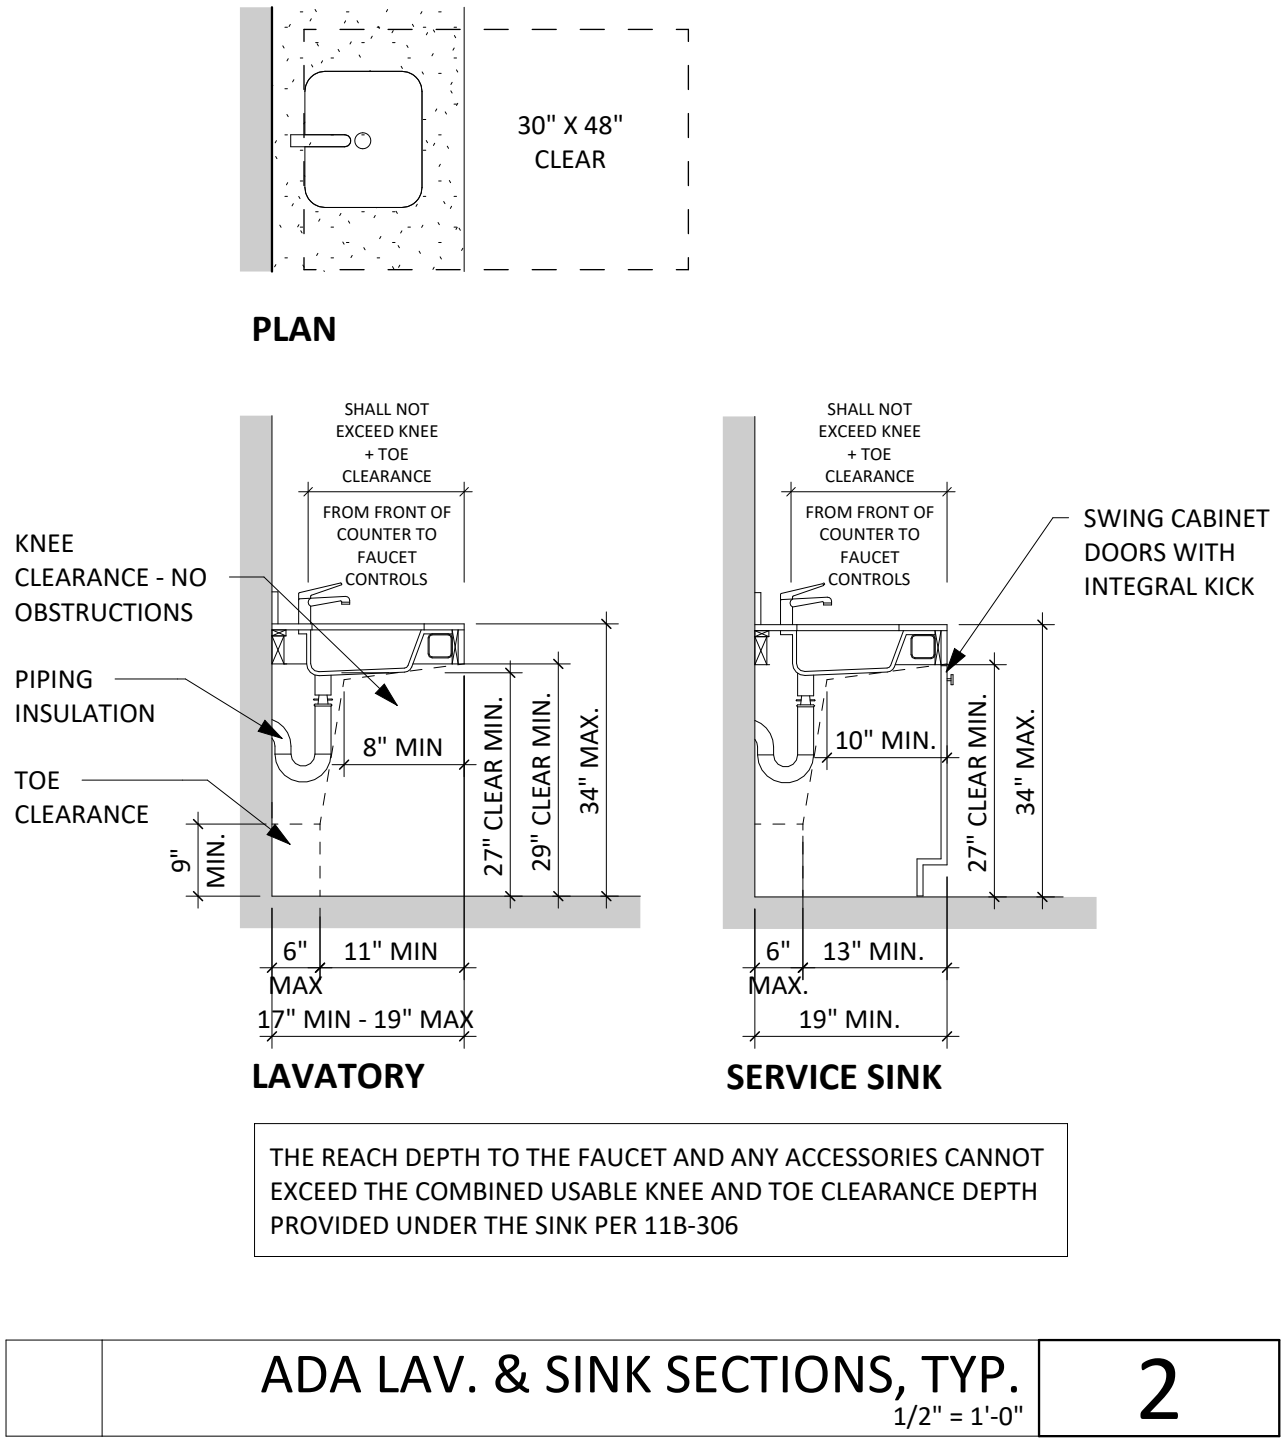 30" X 48"
CLEAR
PLAN
SHALL NOT
EXCEED KNEE
+ TOE
CLEARANCE
FROM FRONT OF
COUNTER TO
FAUCET
CONTROLS
KNEE
CLEARANCE - NO
OBSTRUCTIONS
PIPING
INSULATION
TOE
CLEARANCE
9"
MIN.
8" MIN
27" CLEAR MIN.
29" CLEAR MIN.
34" MAX.
6"
MAX
11" MIN
17" MIN - 19" MAX
LAVATORY
SHALL NOT
EXCEED KNEE
+ TOE
CLEARANCE
FROM FRONT OF
COUNTER TO
FAUCET
CONTROLS
SWING CABINET
DOORS WITH
INTEGRAL KICK
10" MIN.
27" CLEAR MIN.
34" MAX.
6"
MAX.
13" MIN.
19" MIN.
SERVICE SINK
THE REACH DEPTH TO THE FAUCET AND ANY ACCESSORIES CANNOT
EXCEED THE COMBINED USABLE KNEE AND TOE CLEARANCE DEPTH
PROVIDED UNDER THE SINK PER 11B-306
ADA LAV. & SINK SECTIONS, TYP.
1/2" = 1'-0"
2